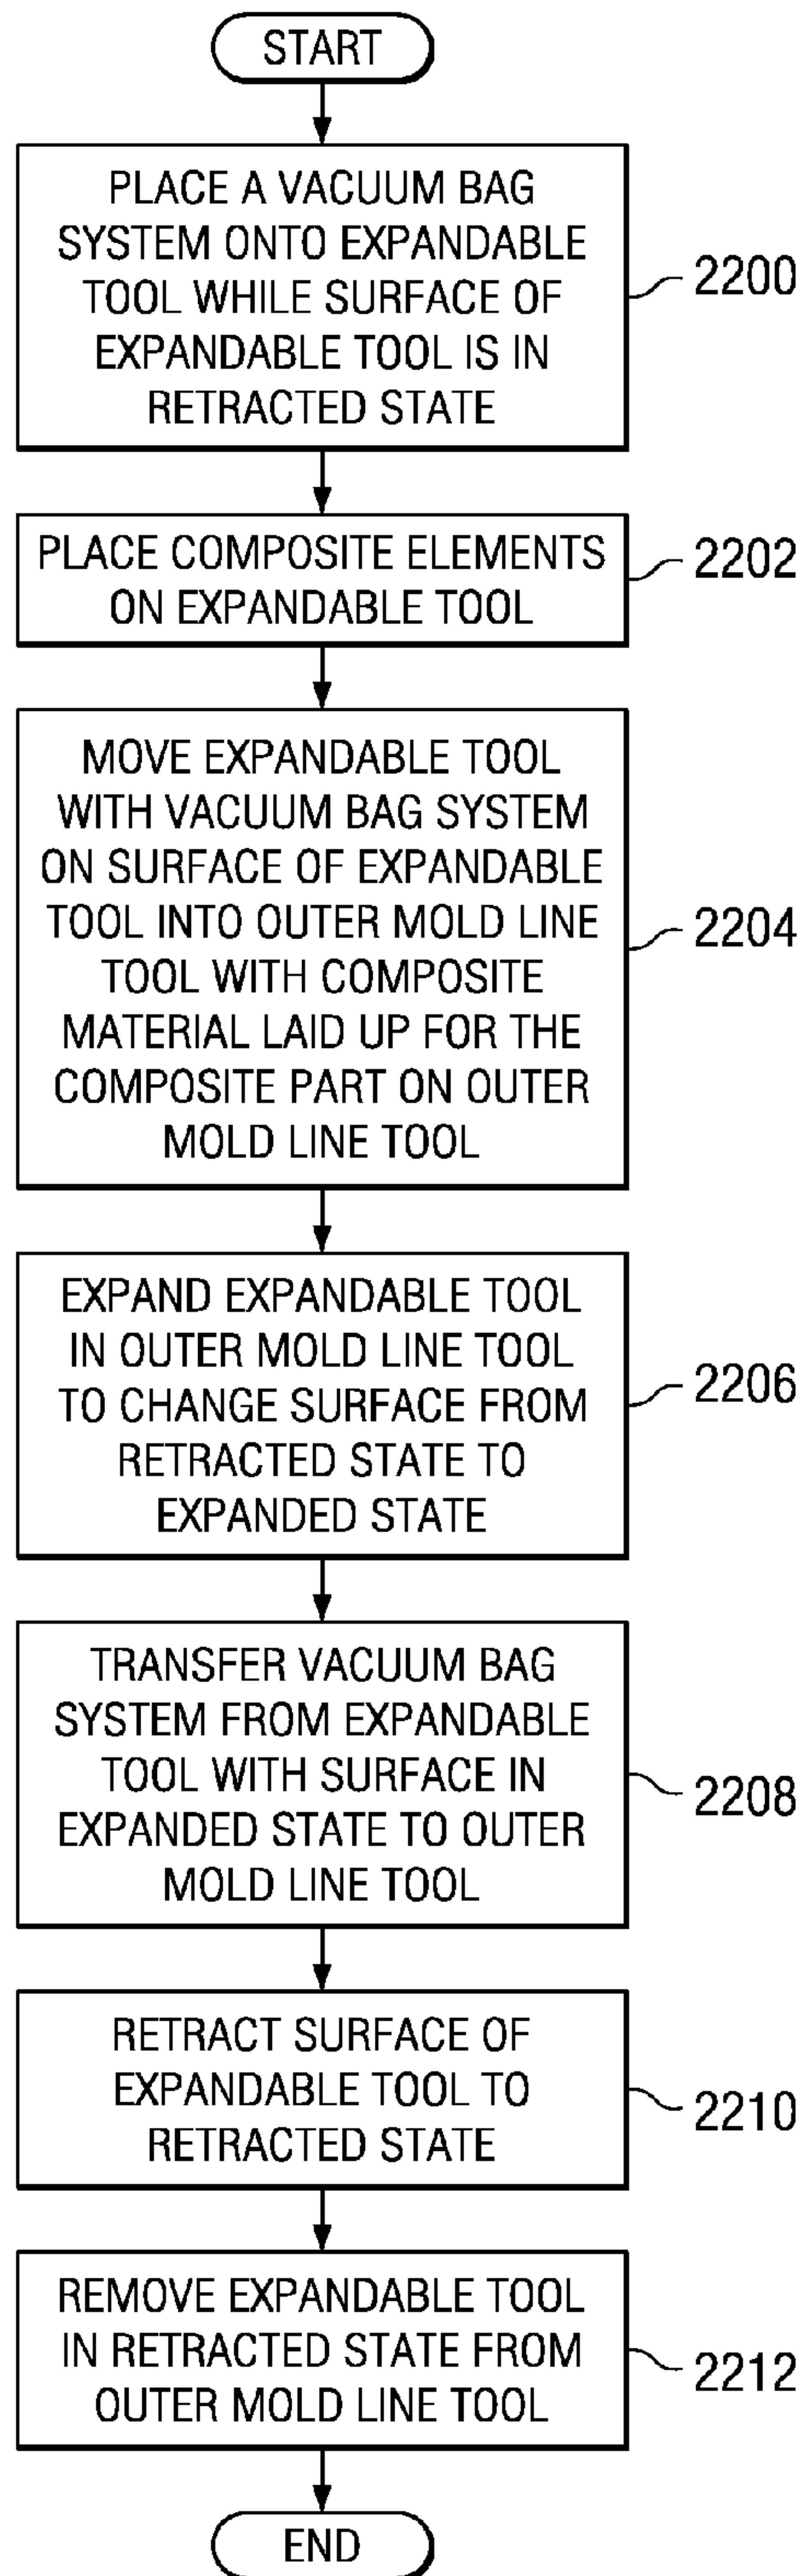 START
PLACE A VACUUM BAG
SYSTEM ONTO EXPANDABLE
TOOL WHILE SURFACE OF
EXPANDABLE TOOL IS IN
RETRACTED STATE
2200
PLACE COMPOSITE ELEMENTS
ON EXPANDABLE TOOL
2202
MOVE EXPANDABLE TOOL
WITH VACUUM BAG SYSTEM
ON SURFACE OF EXPANDABLE
TOOL INTO OUTER MOLD LINE
TOOL WITH COMPOSITE
MATERIAL LAID UP FOR THE
COMPOSITE PART ON OUTER
MOLD LINE TOOL
2204
EXPAND EXPANDABLE TOOL
IN OUTER MOLD LINE TOOL
TO CHANGE SURFACE FROM
RETRACTED STATE TO
EXPANDED STATE
2206
TRANSFER VACUUM BAG
SYSTEM FROM EXPANDABLE
TOOL WITH SURFACE IN
EXPANDED STATE TO OUTER
MOLD LINE TOOL
2208
RETRACT SURFACE OF
EXPANDABLE TOOL TO
RETRACTED STATE
2210
REMOVE EXPANDABLE TOOL
IN RETRACTED STATE FROM
OUTER MOLD LINE TOOL
2212
END